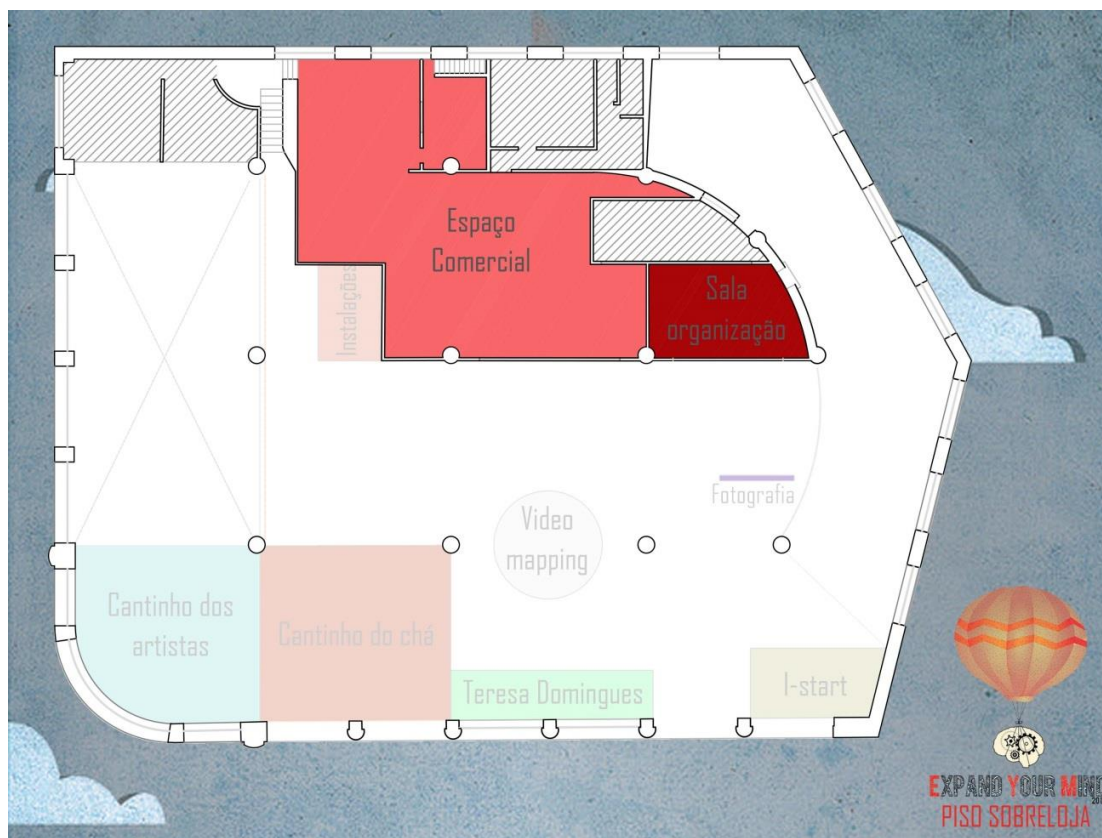 Espaço
Comercial
Instalações
Sala
organização
Fotografia
Video
mapping
Cantinho dos
artistas
Cantinho do chá
Teresa Domingues
I-start
EXPAND YOUR MIND
PISO SOBRELOJA